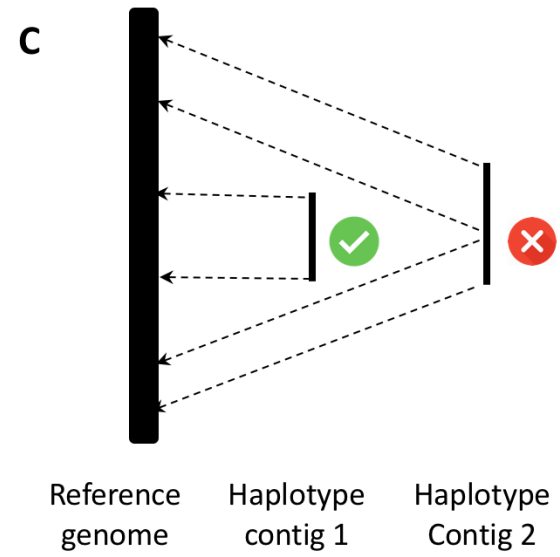 C
Reference
genome
Haplotype
contig 1
Haplotype
Contig 2